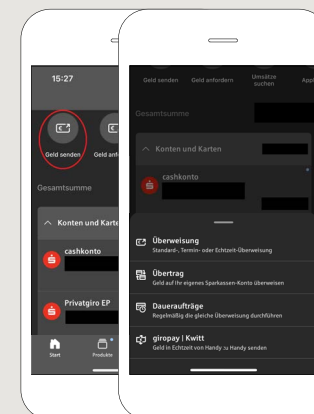 15:27
Geld senden
Geld anf
Gesamtsumme
Konten und Karte
cashkonto
Privatgiro EP
Start
Produkte
Geld senden
Geld anfordern
Umsätze
suchen
Appl
Gesamtsumme
Konten und Karten
cashkonto
Überweisung
Standard-, Termin- oder Echtzeit-Überweisung
Übertrag
Geld auf Ihr eigenes Sparkassen-Konto überweisen
Daueraufträge
Regelmäßig die gleiche Überweisung durchführen
giropay | Kwitt
Geld in Echtzeit von Handy zu Handy senden